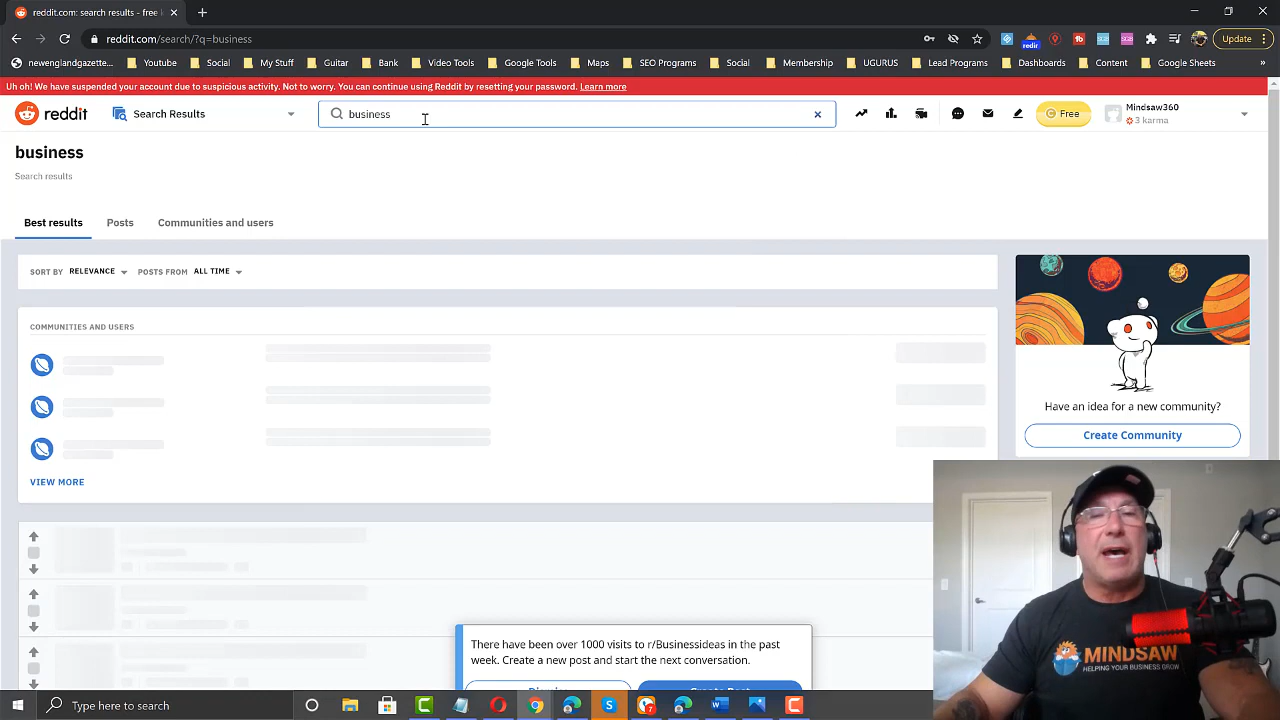 reddit.com: search results - free k
reddit.com/search/?q=business
redir
Update
newenglandgazette...
Youtube
Social
My Stuff
Guitar
Bank
Video Tools
Google Tools
Maps
SEO Programs
Social
Membership
UGURUS
Lead Programs
Dashboards
Content
Google Sheets
Uh oh! We have suspended your account due to suspicious activity. Not to worry. You can continue using Reddit by resetting your password. Learn more
reddit
Search Results
business
Free
Mindsaw360
3 karma
business
Search results
Best results
Posts
Communities and users
SORT BY RELEVANCE POSTS FROM ALL TIME
COMMUNITIES AND USERS
Have an idea for a new community?
Create Community
VIEW MORE
There have been over 1000 visits to r/Businessideas in the past
week. Create a new post and start the next conversation.
MINDSAW
HELPING YOUR BUSINESS GROW
Type here to search